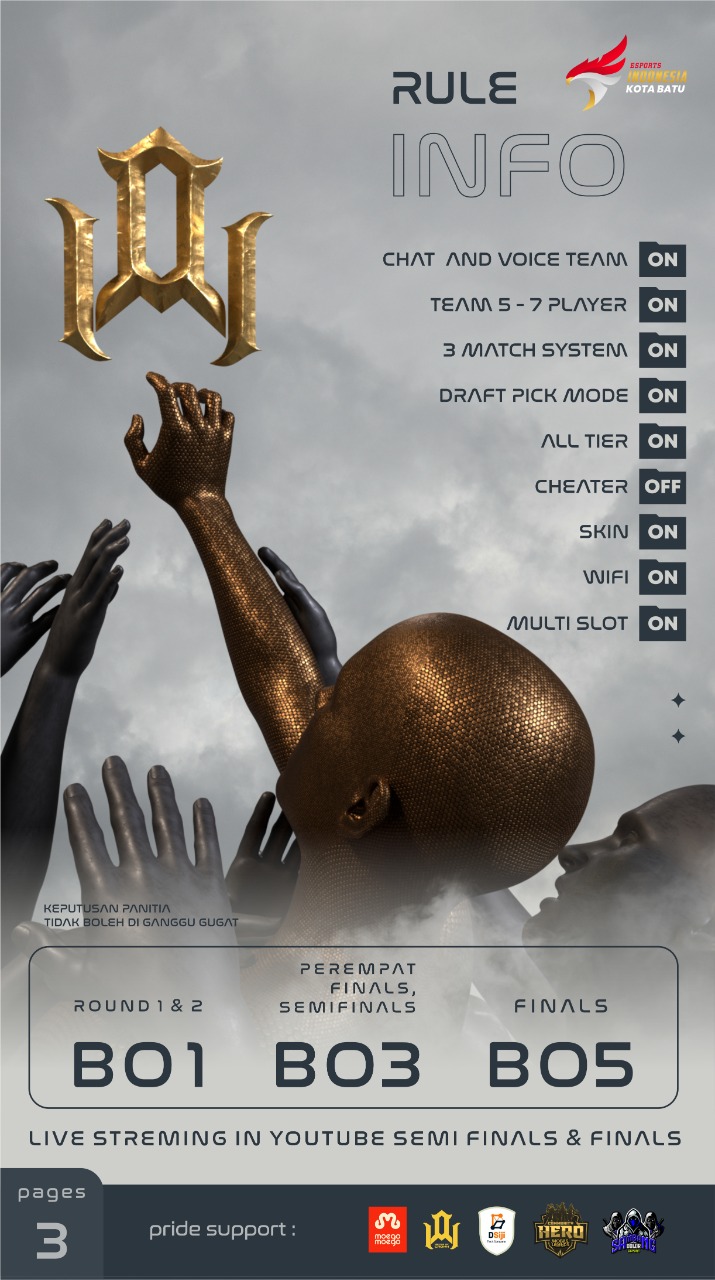 RULE
INFO
ESPORTS
INDONESIA
KOTA BATU
CHAT AND VOICE TEAM ON
TEAM 5 - 7 PLAYER ON
3 MATCH SYSTEM ON
DRAFT PICK MODE ON
ALL TIER ON
CHEATER OFF
SKIN ON
WIFI ON
MULTI SLOT ON
KEPUTUSAN PANITIA
TIDAK BOLEH DI GANGGU GUGAT
ROUND 1 & 2
BO1
PEREMPAT
FINALS,
SEMIFINALS
BO3
FINALS
BO5
LIVE STREMING IN YOUTUBE SEMI FINALS & FINALS
pages
3
pride support :
moega
moega
DSiji
COMMUNITY
HERO